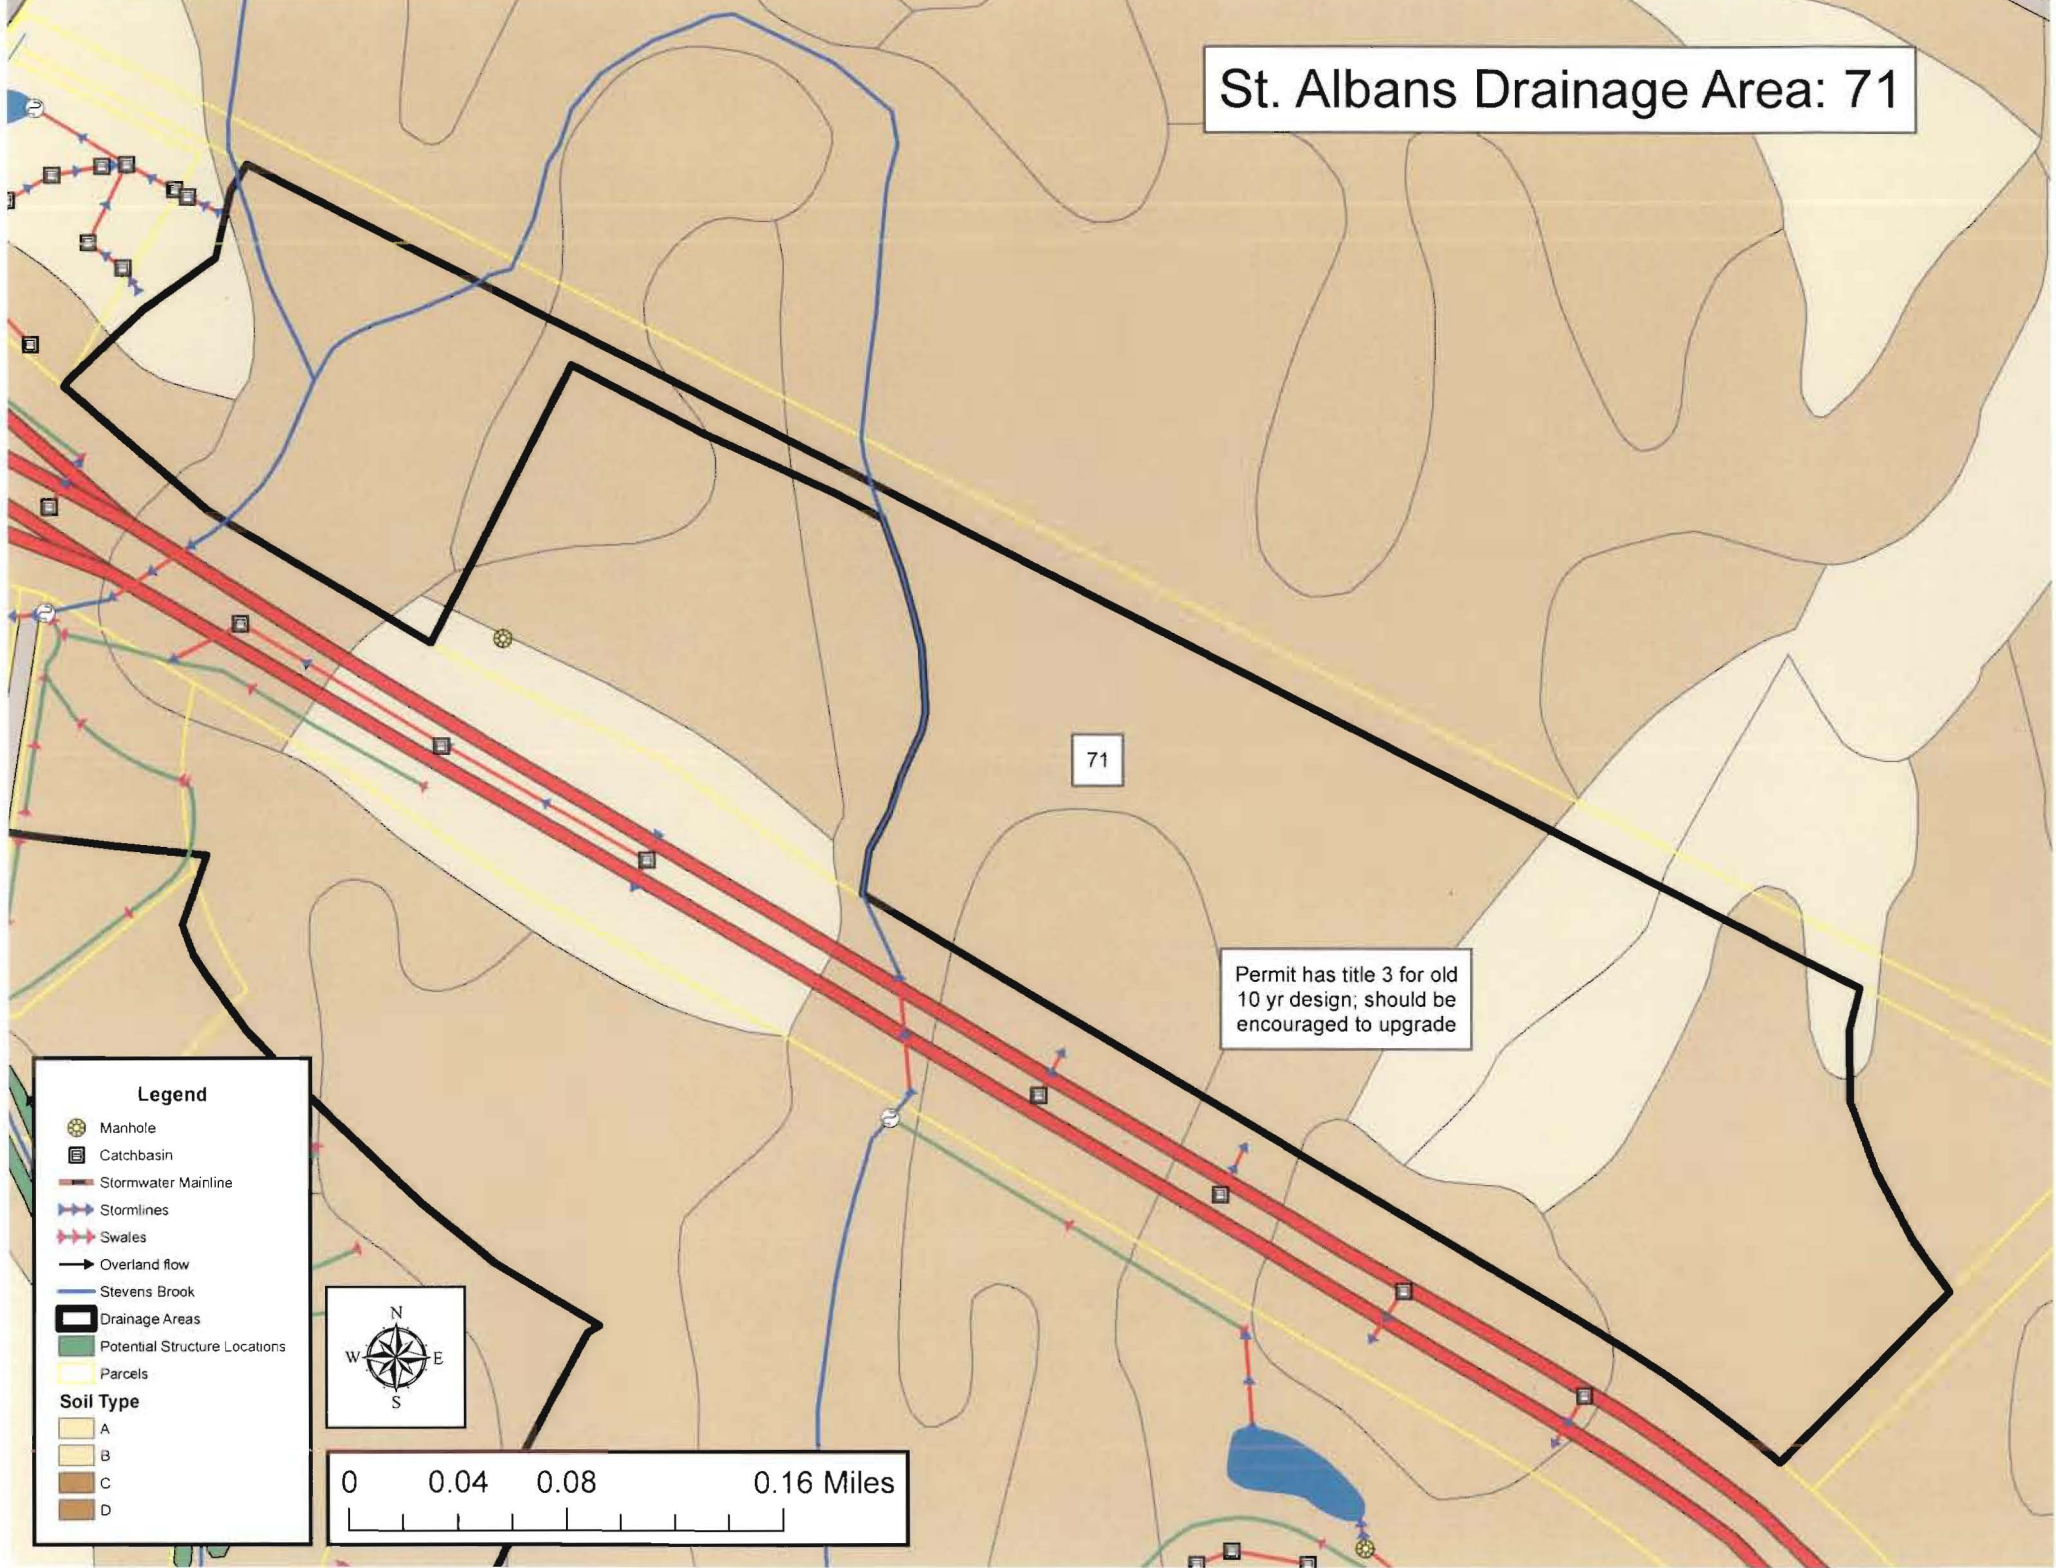 St. Albans Drainage Area: 71
71
Permit has title 3 for old
10 yr design; should be
encouraged to upgrade
Legend
Manhole
Catchbasin
Stormwater Mainline
Stormlines
Swales
Overland flow
Stevens Brook
Drainage Areas
Potential Structure Locations
Parcels
Soil Type
A
B
C
D
N
W E
S
0 0.04 0.08 0.16 Miles